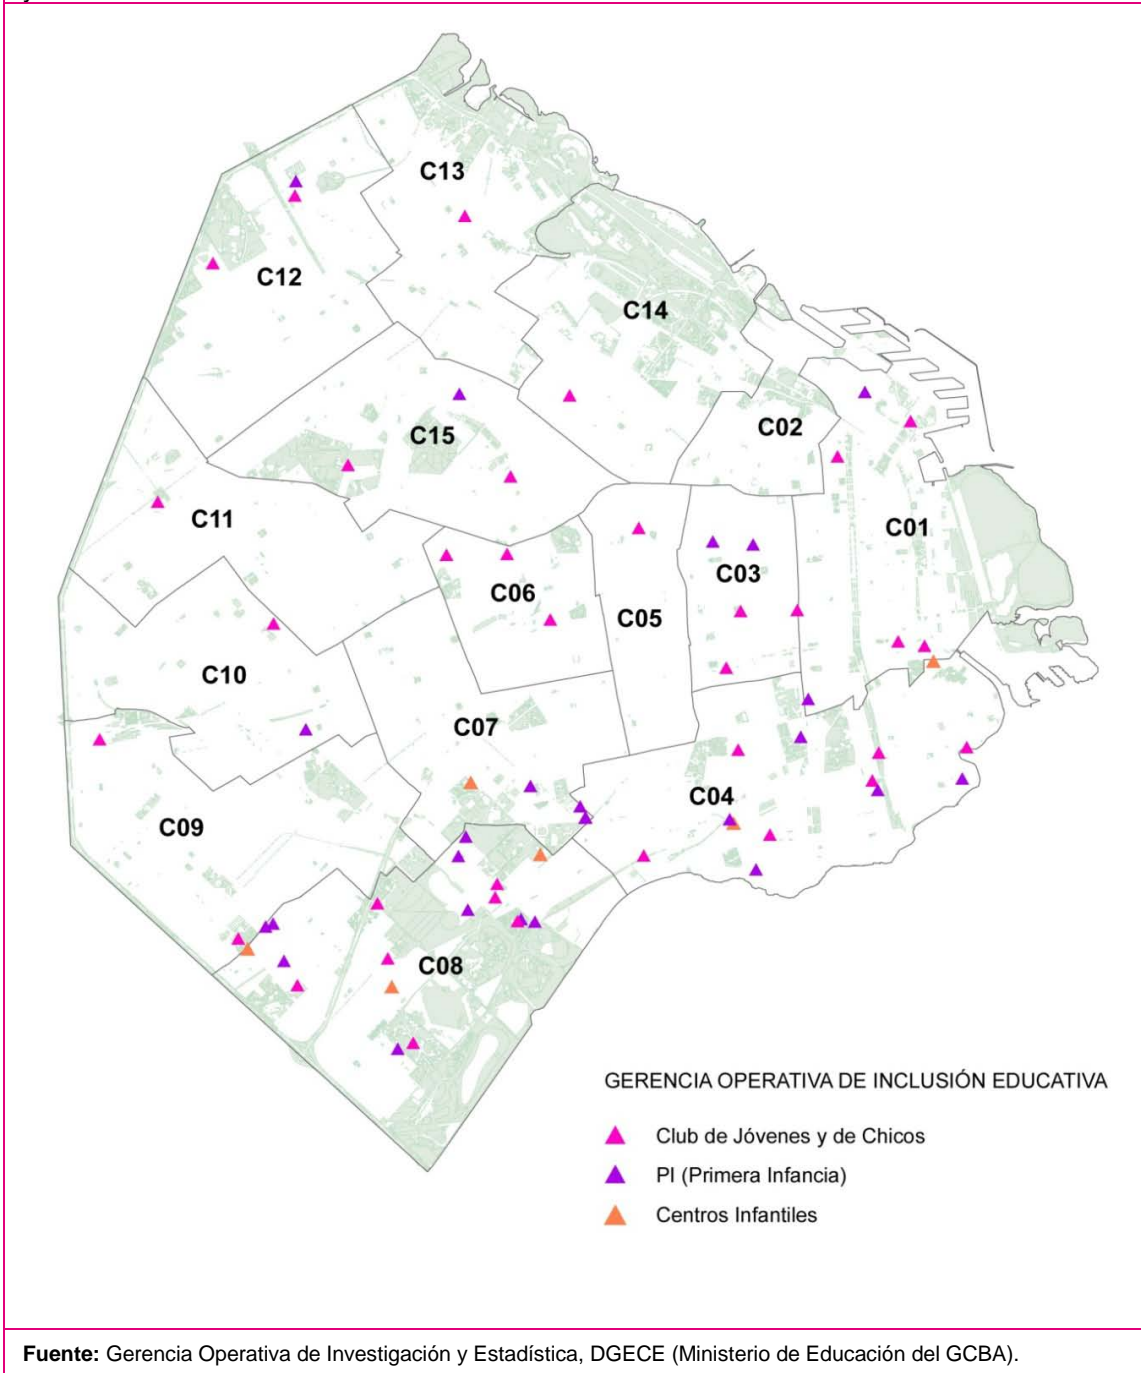 C13
C12
C14
C15
C02
C11
C01
C03
C06
C05
C10
C07
C04
C09
C08
GERENCIA OPERATIVA DE INCLUSIÓN EDUCATIVA
Club de Jóvenes y de Chicos
PI (Primera Infancia)
Centros Infantiles
Fuente: Gerencia Operativa de Investigación y Estadística, DGECE (Ministerio de Educación del GCBA).